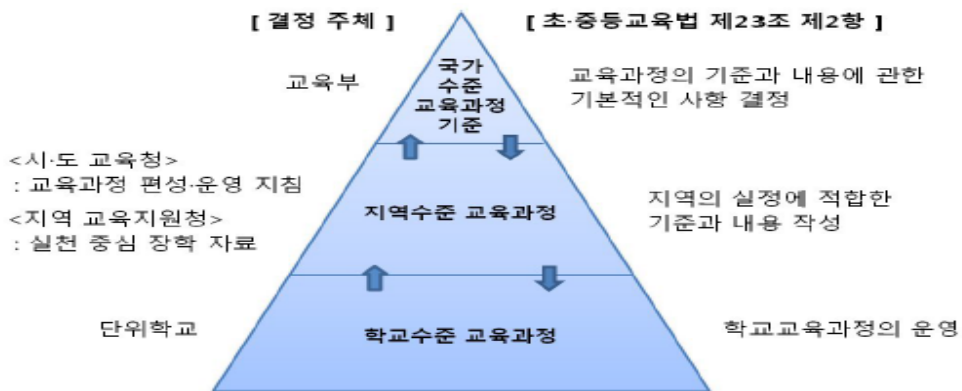 [ 결정 주체 ]
[ 초·중등교육법 제23조 제2항 ]
교육부
국가
수준
교육과정
기준
교육과정의 기준과 내용에 관한
기본적인 사항 결정
<시·도 교육청>
: 교육과정 편성·운영 지침
<지역 교육지원청>
: 실천 중심 장학 자료
지역수준 교육과정
지역의 실정에 적합한
기준과 내용 작성
단위학교
학교수준 교육과정
학교교육과정의 운영